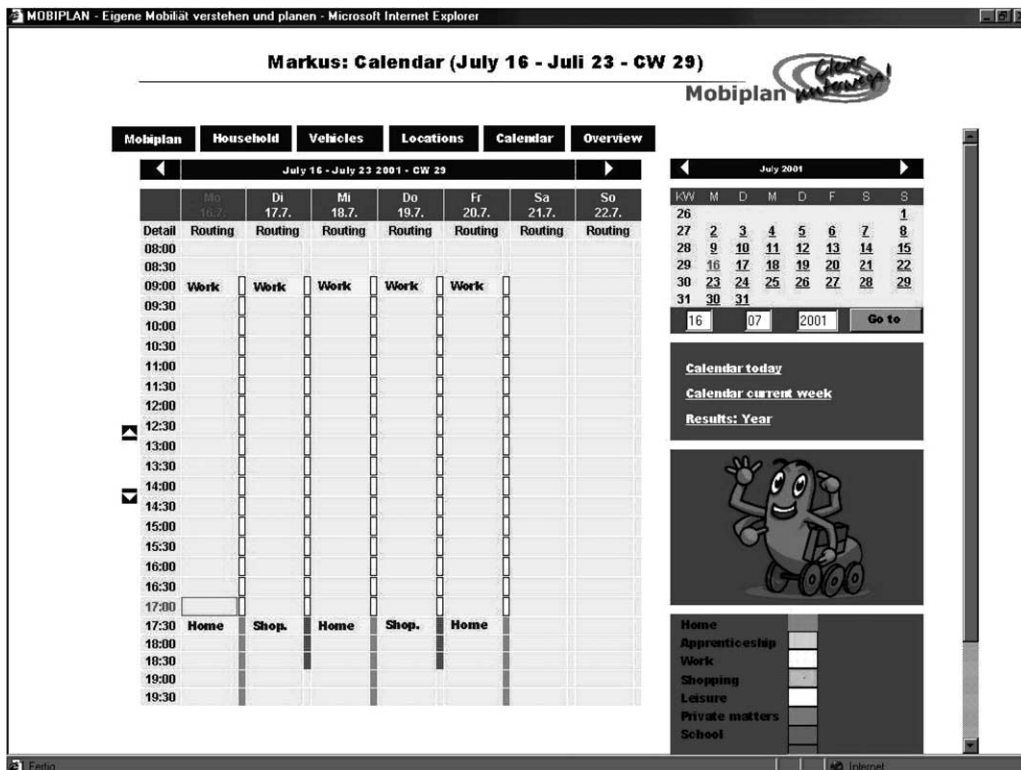 MOBIPLAN - Eigene Mobiliät verstehen und planen - Microsoft Internet Explorer
Markus: Calendar (July 16 - Juli 23 - CW 29)
Clever unterwegs!
Mobiplan
Mobiplan Household Vehicles Locations Calendar Overview
July 16 - July 23 2001 - CW 29
Mo Di Mi Do Fr Sa So
16.7. 17.7. 18.7. 19.7. 20.7. 21.7. 22.7.
Detail Routing Routing Routing Routing Routing Routing Routing
08:00
08:30
09:00 Work Work Work Work Work
09:30
10:00
10:30
11:00
11:30
12:00
12:30
13:00
13:30
14:00
14:30
15:00
15:30
16:00
16:30
17:00
17:30 Home Shop. Home Shop. Home
18:00
18:30
19:00
19:30
July 2001
KW M D M D F S S
26 1
27 2 3 4 5 6 7 8
28 9 10 11 12 13 14 15
29 16 17 18 19 20 21 22
30 23 24 25 26 27 28 29
31 30 31
16 07 2001 Go to
Calendar today
Calendar current week
Results: Year
Home
Apprenticeship
Work
Shopping
Leisure
Private matters
School
Fertig Internet